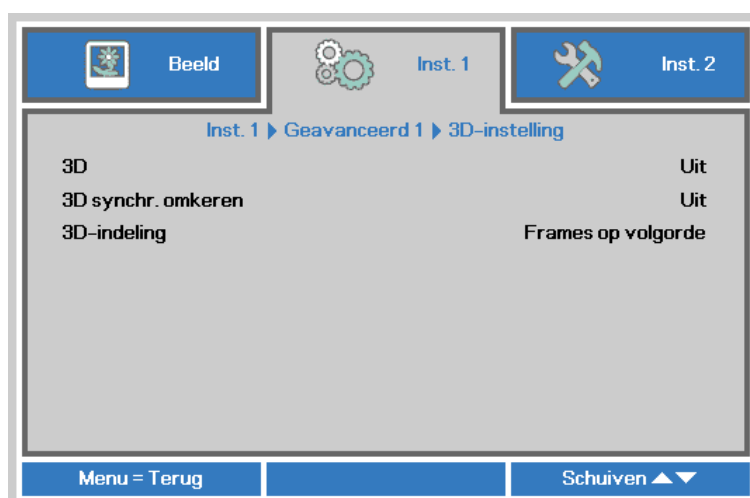 Beeld
Inst. 1
Inst. 2
Inst. 1 ▶ Geavanceerd 1 ▶ 3D-instelling
3D Uit
3D synchr. omkeren Uit
3D-indeling Frames op volgorde
Menu = Terug
Schuiven ▲▼